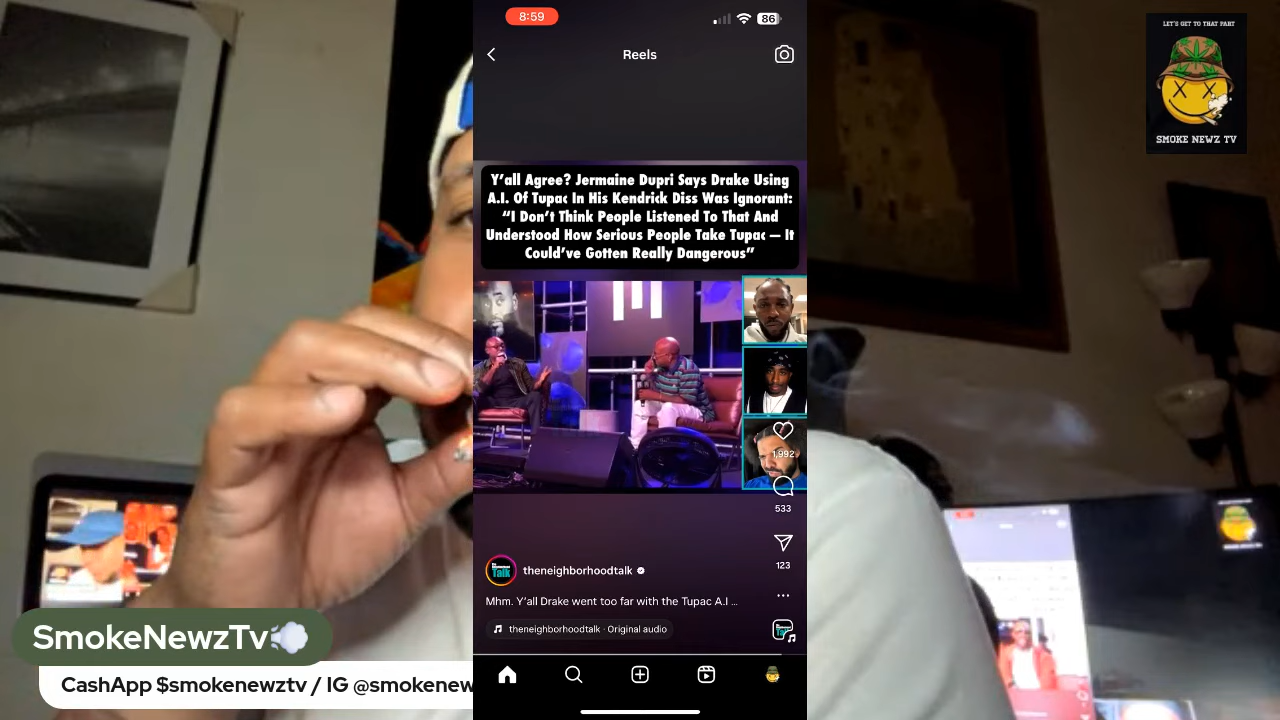 LET'S GET TO THAT PART
SMOKE NEWZ TV
8:59
86
Reels
Y'all Agree? Jermaine Dupri Says Drake Using
A.I. Of Tupac In His Kendrick Diss Was Ignorant:
“I Don't Think People Listened To That And
Understood How Serious People Take Tupac — It
Could've Gotten Really Dangerous”
1,992
533
123
Talk
theneighborhoodtalk
Mhm. Y'all Drake went too far with the Tupac A.I ...
theneighborhoodtalk · Original audio
SmokeNewzTv
CashApp $smokenewztv / IG @smokenew